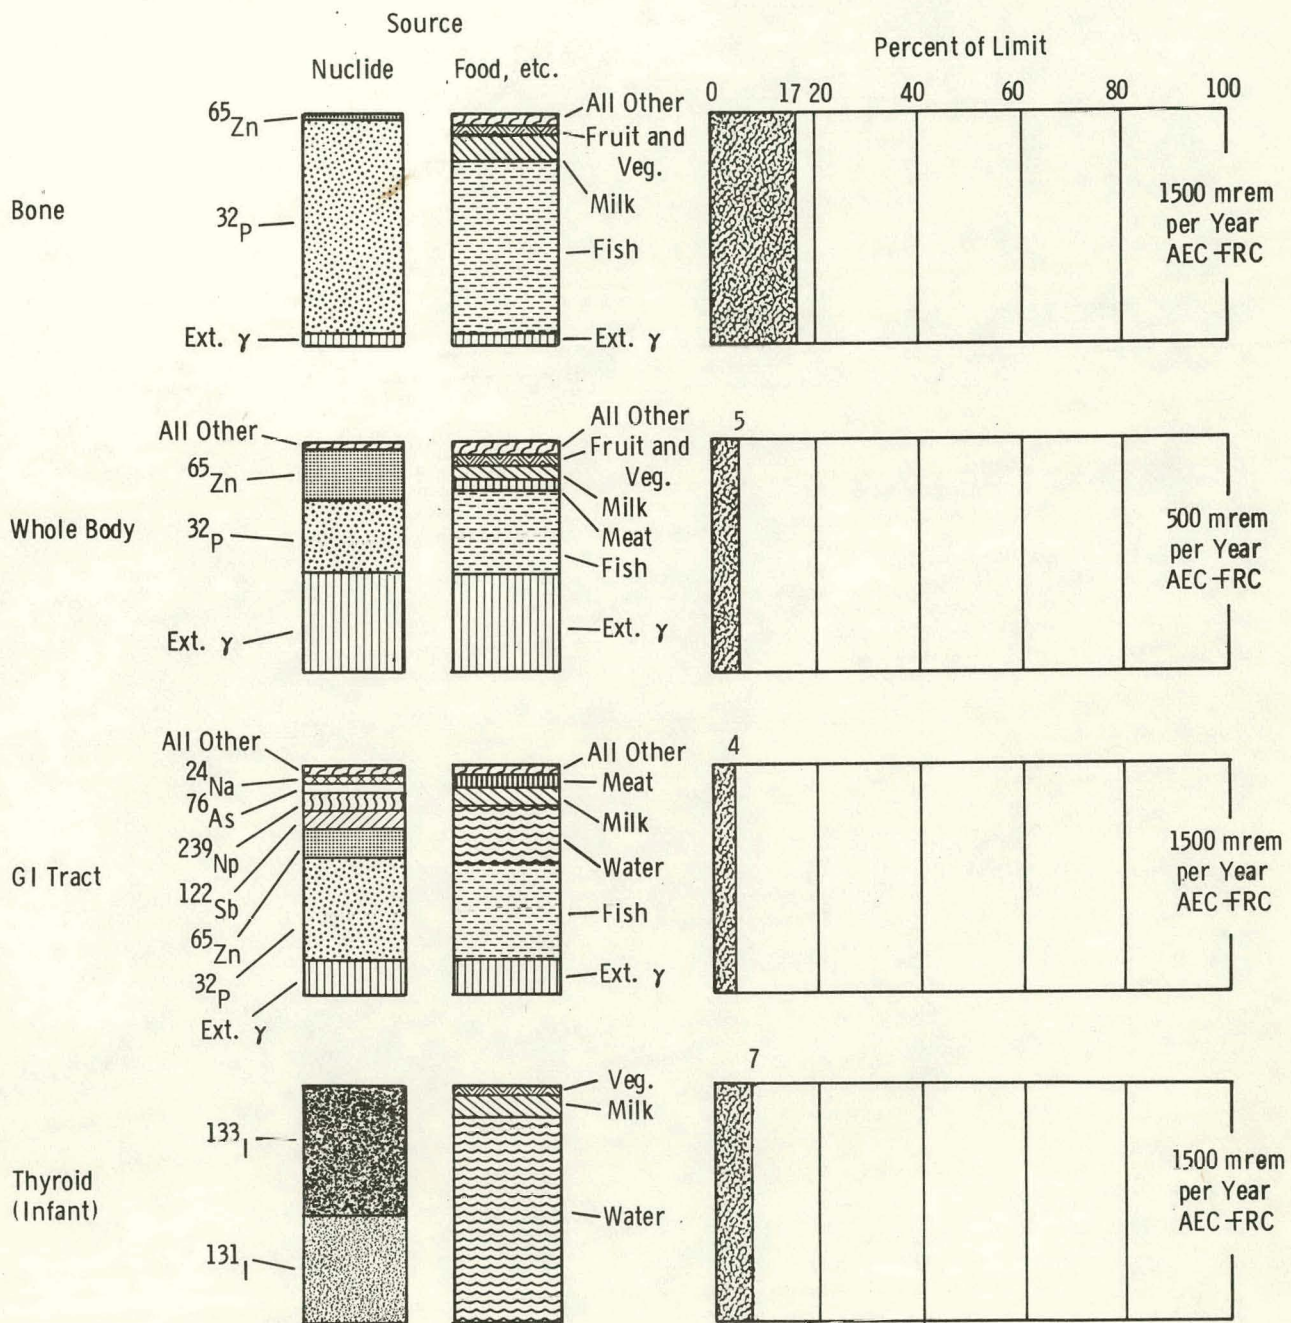 Source
Nuclide
Food, etc.
Percent of Limit
0 17 20 40 60 80 100
Bone
65Zn
32P
Ext. γ
All Other
Fruit and
Veg.
Milk
Fish
Ext. γ
1500 mrem
per Year
AEC-FRC
Whole Body
All Other
65Zn
32P
Ext. γ
All Other
Fruit and
Veg.
Milk
Meat
Fish
Ext. γ
5
500 mrem
per Year
AEC-FRC
GI Tract
All Other
24Na
76As
239Np
122Sb
65Zn
32P
Ext. γ
All Other
Meat
Milk
Water
Fish
Ext. γ
4
1500 mrem
per Year
AEC-FRC
Thyroid
(Infant)
133I
131I
Veg.
Milk
Water
7
1500 mrem
per Year
AEC-FRC